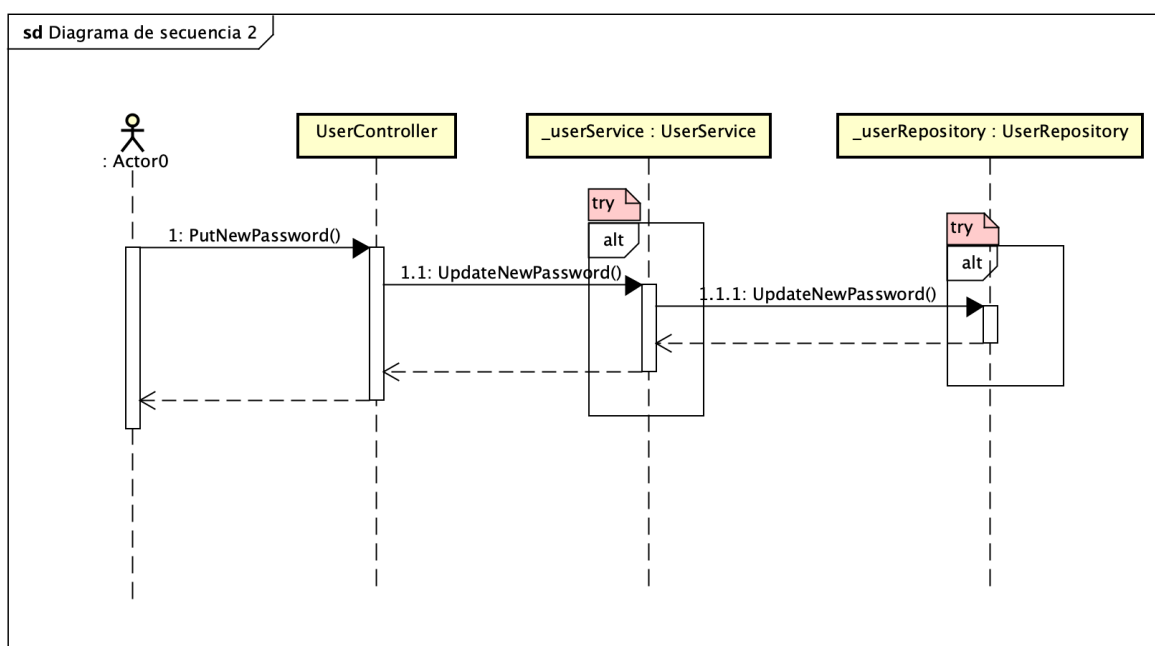 sd Diagrama de secuencia 2
: Actor0
UserController
_userService : UserService
_userRepository : UserRepository
try
alt
try
alt
1: PutNewPassword()
1.1: UpdateNewPassword()
1.1.1: UpdateNewPassword()